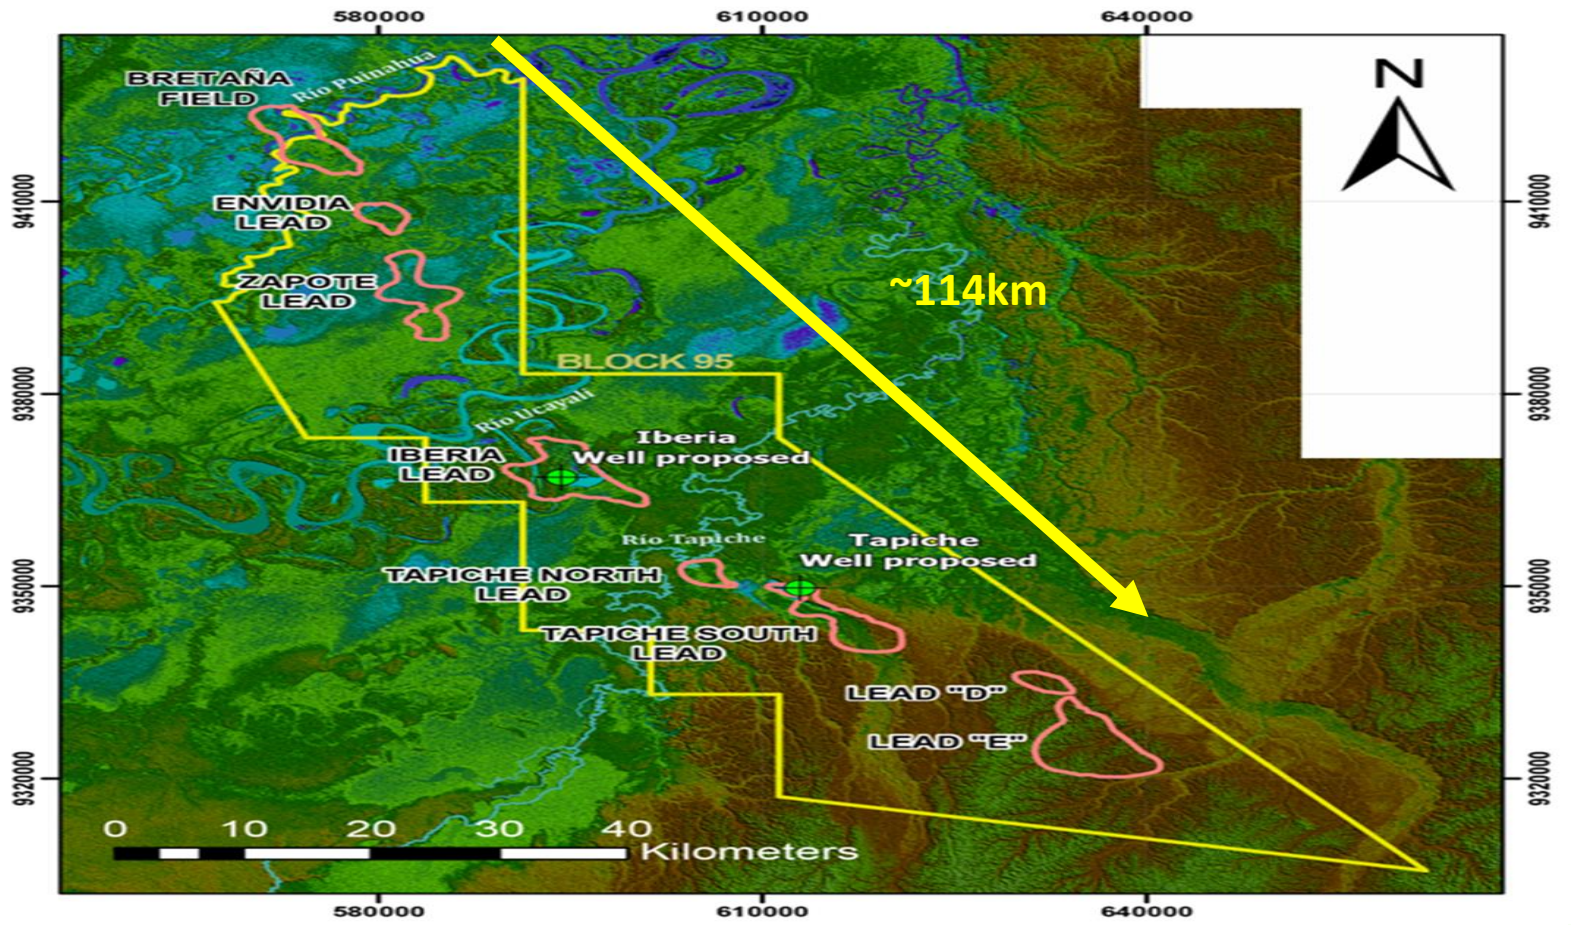 580000
610000
640000
N
BRETAÑA
FIELD
Río Puinahua
9410000
9410000
ENVIDIA
LEAD
ZAPOTE
LEAD
~114km
BLOCK 95
9380000
9380000
Río Ucayali
Iberia
Well proposed
IBERIA
LEAD
Río Tapiche
Tapiche
Well proposed
TAPICHE NORTH
LEAD
9350000
9350000
TAPICHE SOUTH
LEAD
LEAD "D"
LEAD "E"
9320000
9320000
0 10 20 30 40
Kilometers
580000
610000
640000